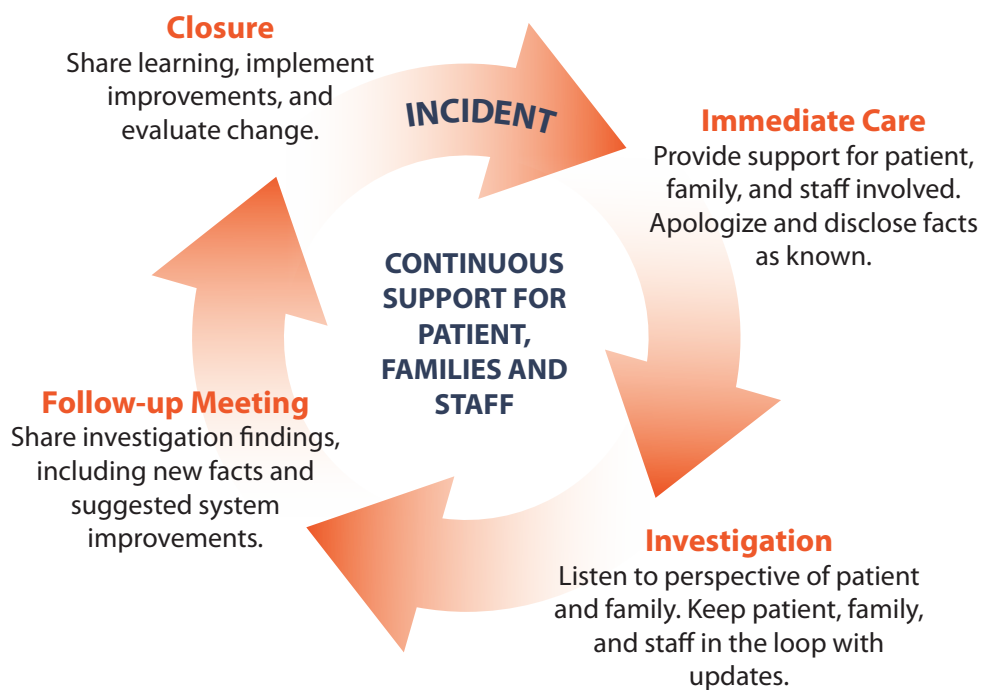 Closure
Share learning, implement
improvements, and
evaluate change.
INCIDENT
Immediate Care
Provide support for patient,
family, and staff involved.
Apologize and disclose facts
as known.
CONTINUOUS
SUPPORT FOR
PATIENT,
FAMILIES AND
STAFF
Follow-up Meeting
Share investigation findings,
including new facts and
suggested system
improvements.
Investigation
Listen to perspective of patient
and family. Keep patient, family,
and staff in the loop with
updates.